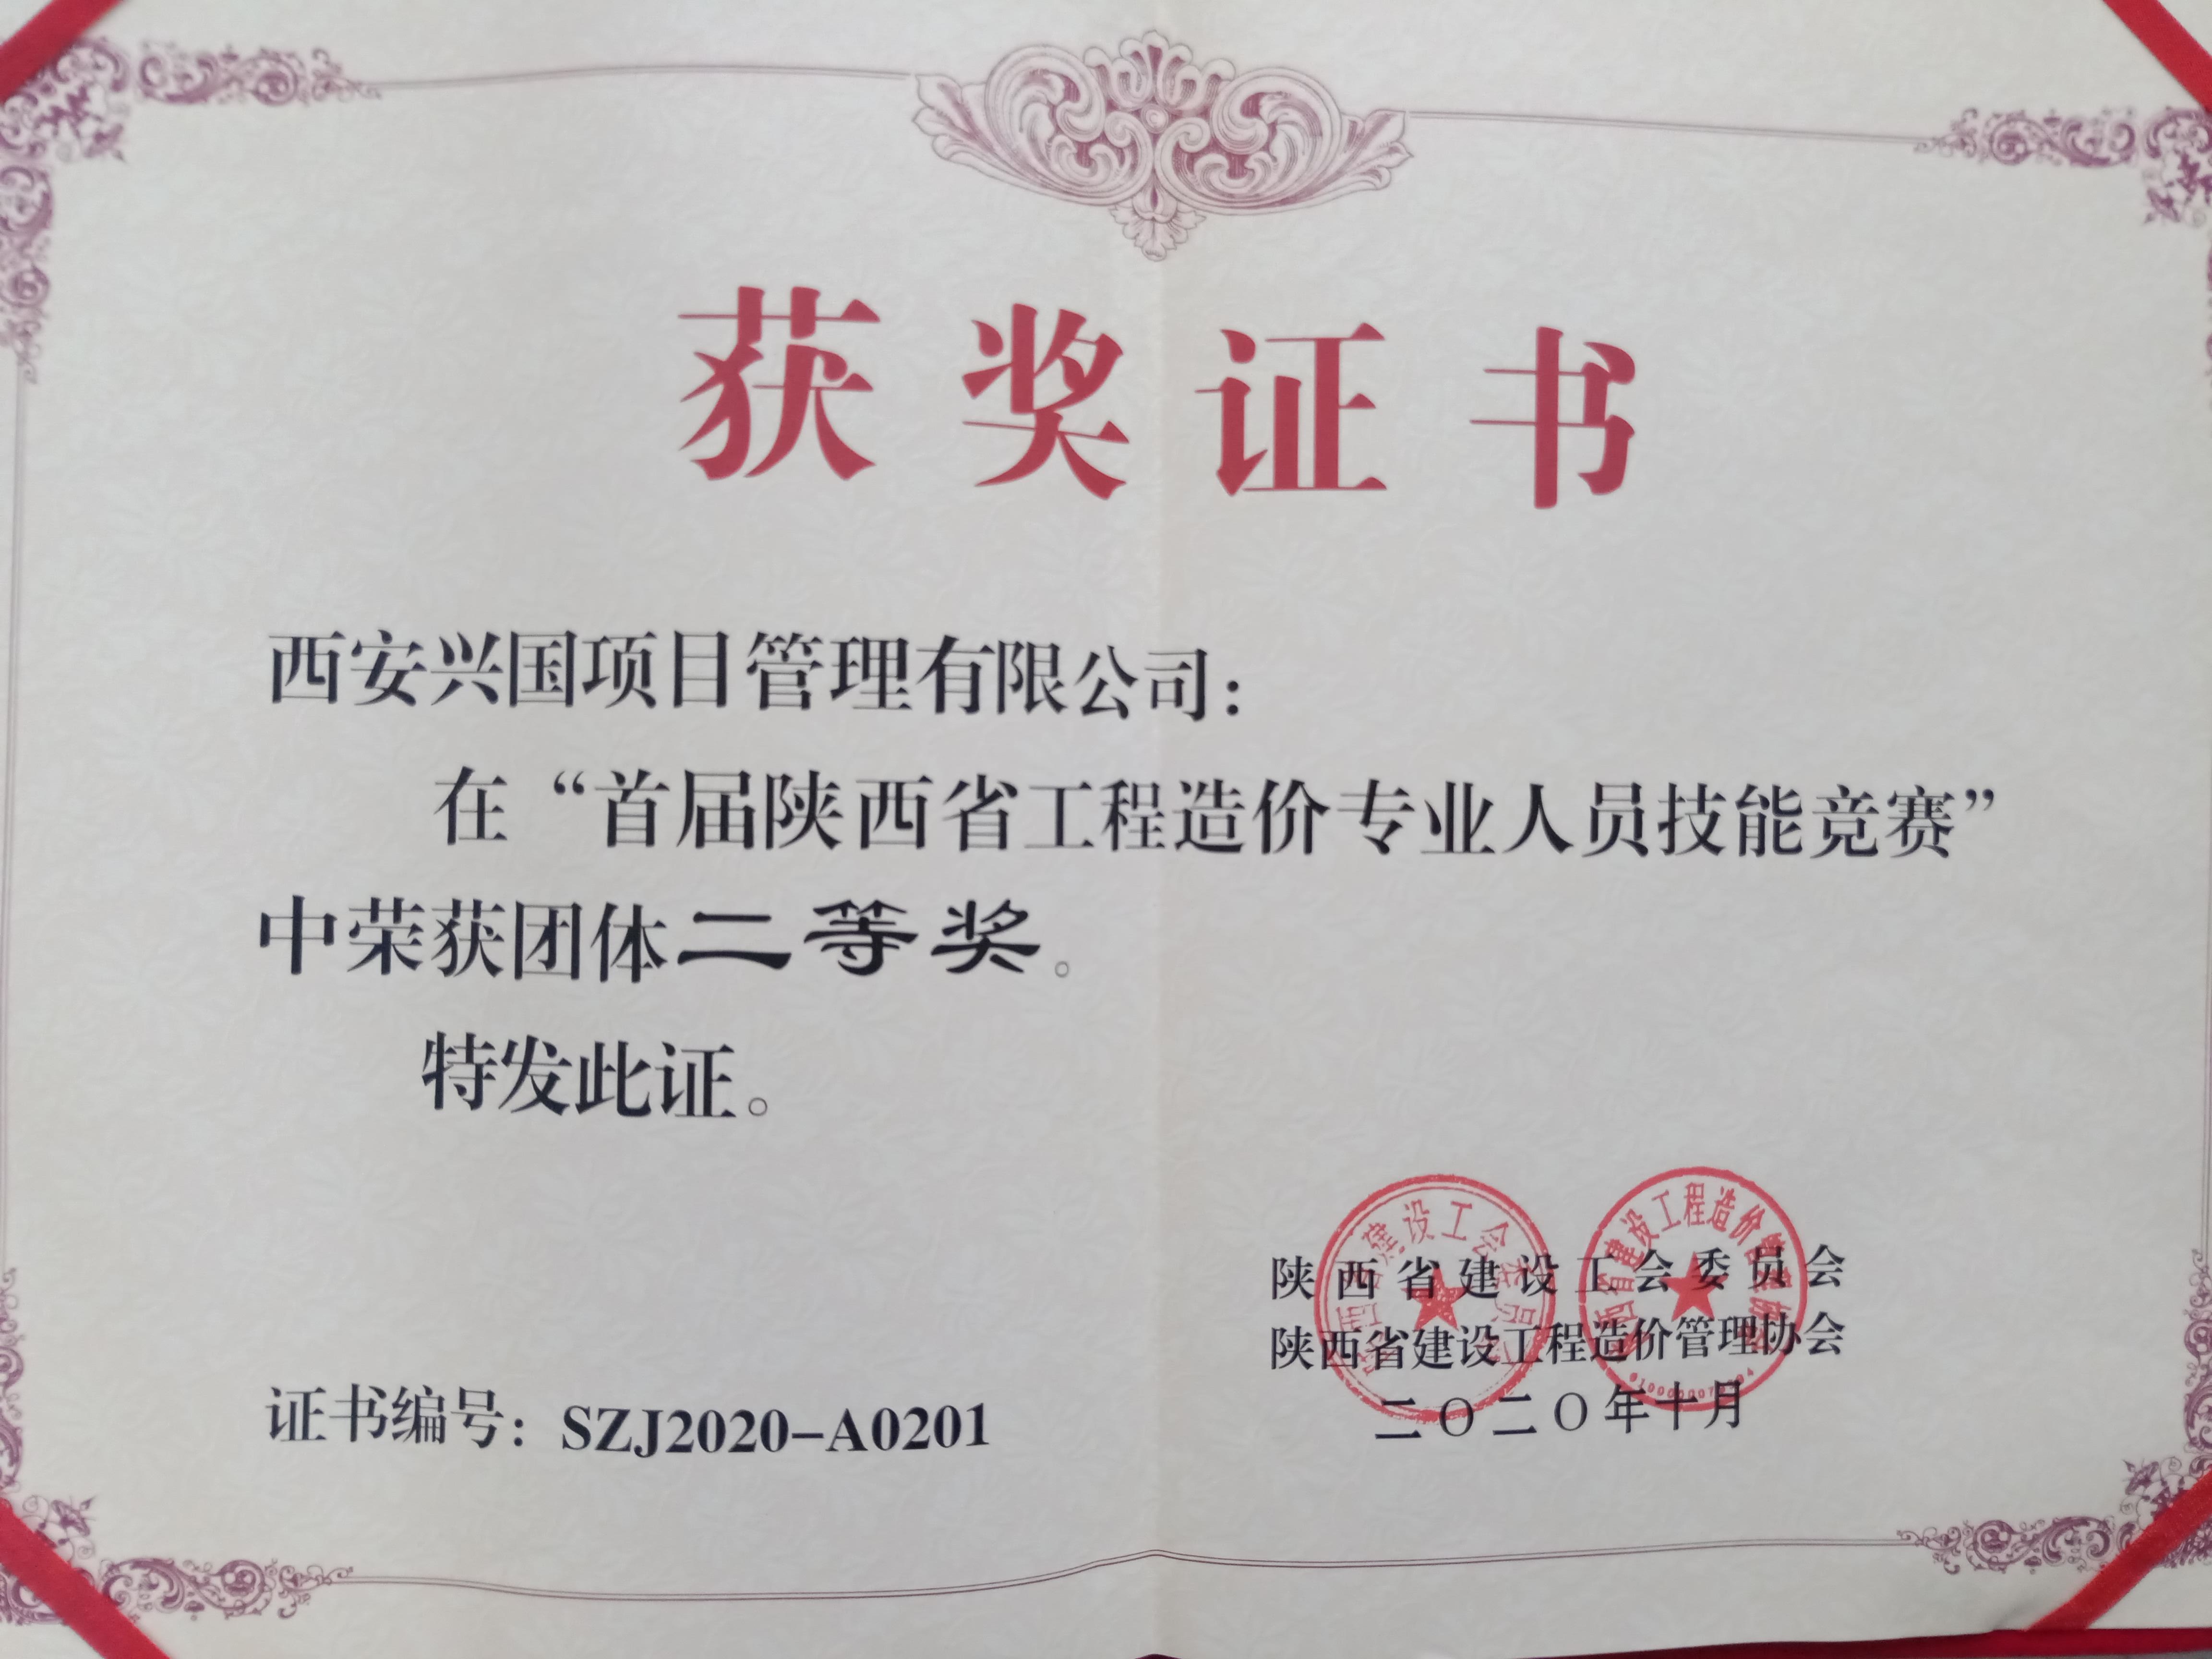 获奖证书
西安兴国项目管理有限公司：
在“首届陕西省工程造价专业人员技能竞赛”
中荣获团体二等奖。
特发此证。
陕西省建设工会委员会
陕西省建设工程造价管理协会
二〇二〇年十月
证书编号：SZJ2020-A0201